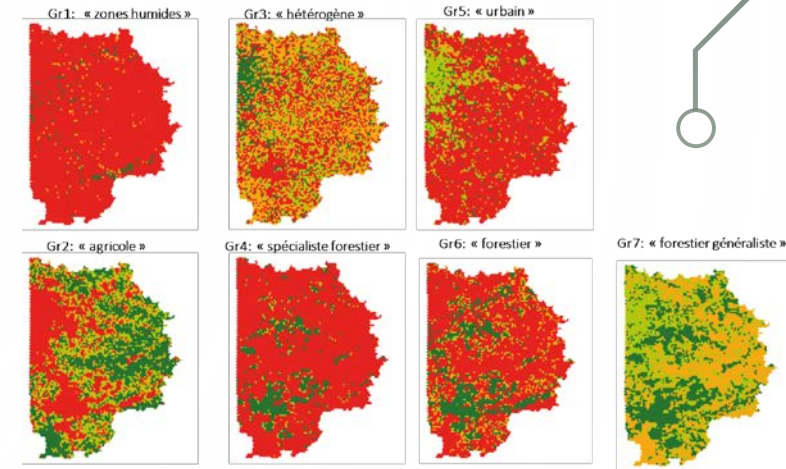 Gr1: « zones humides »
Gr3: « hétérogène »
Gr5: « urbain »
Gr2: « agricole »
Gr4: « spécialiste forestier »
Gr6: « forestier »
Gr7: « forestier généraliste »